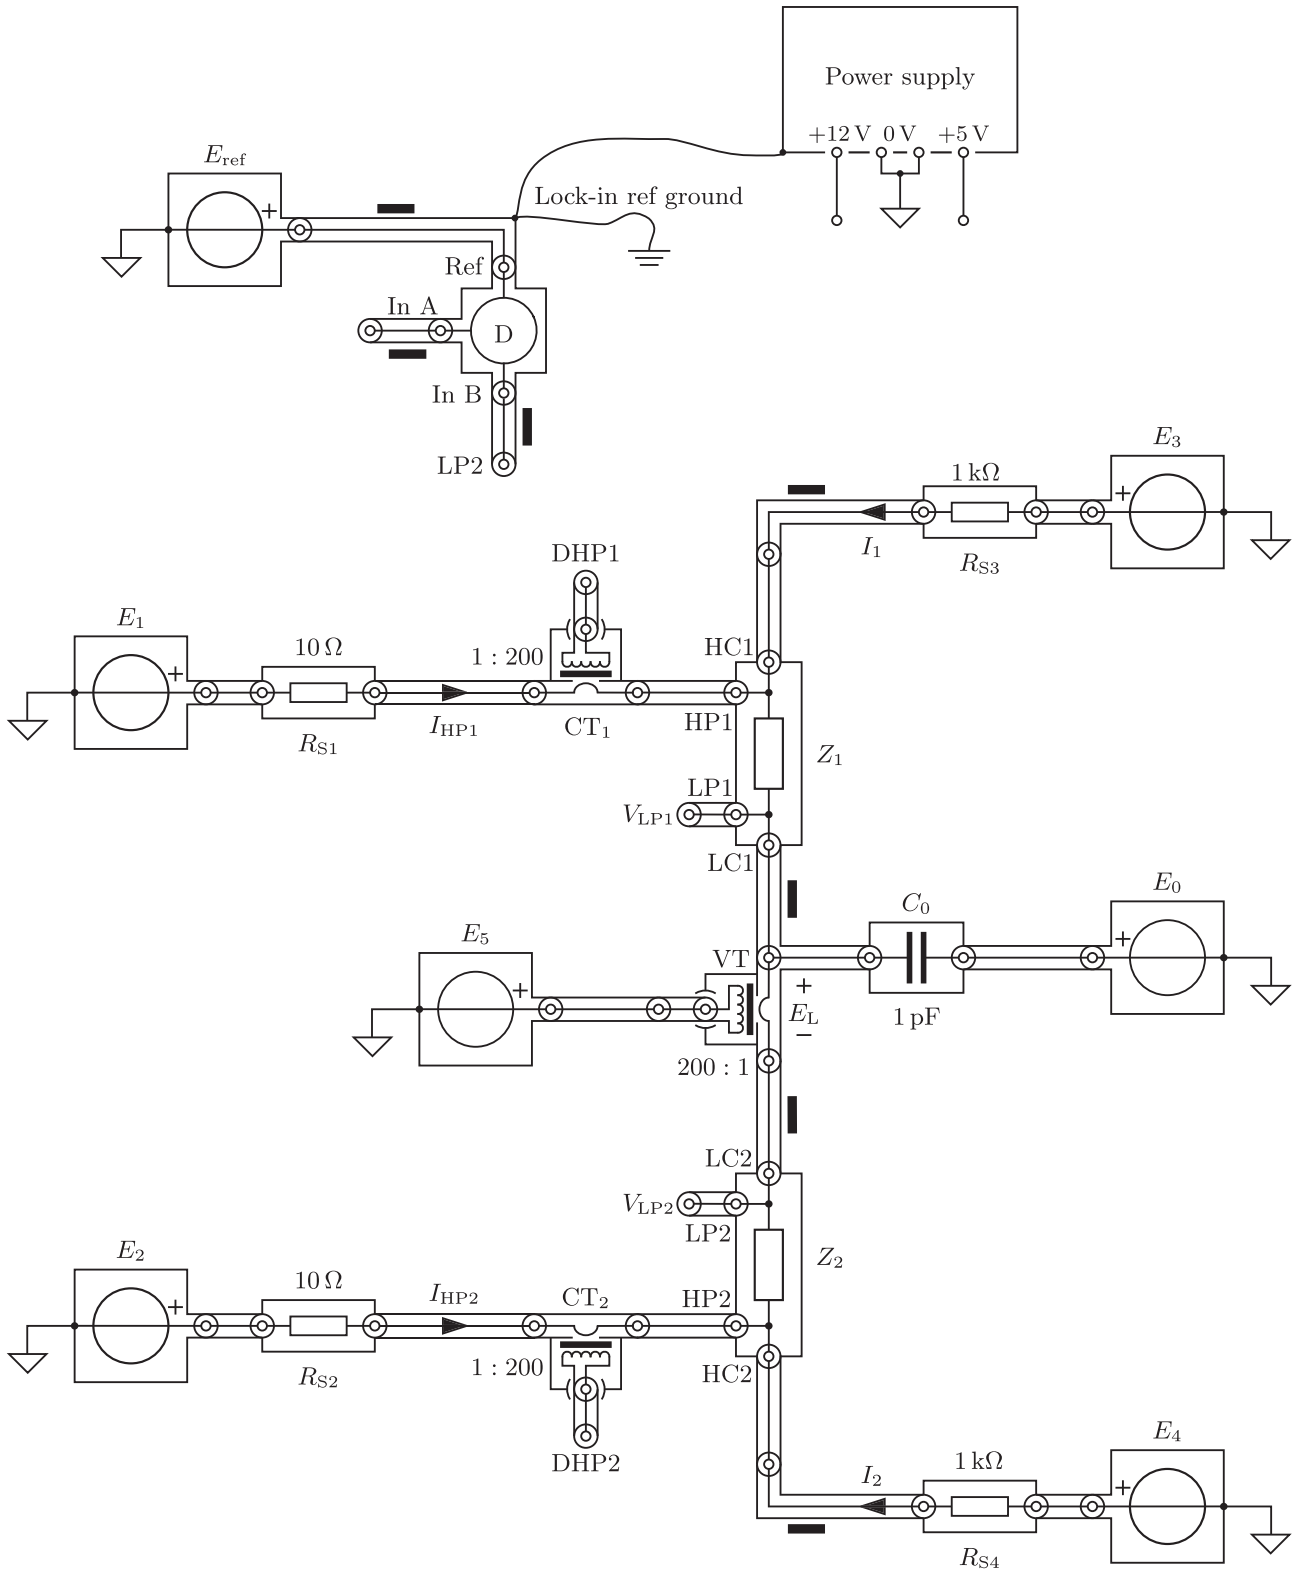 Power supply
+12 V 0 V +5 V
E_ref
+
Lock-in ref ground
Ref
In A
D
In B
LP2
E_3
+
1 kΩ
I_1
R_S3
DHP1
E_1
+
10 Ω
1 : 200
HC1
I_HP1
R_S1
CT_1
HP1
Z_1
LP1
V_LP1
LC1
C_0
E_0
+
E_5
+
VT
+
E_L
−
1 pF
200 : 1
LC2
V_LP2
LP2
E_2
+
10 Ω
I_HP2
CT_2
HP2
Z_2
R_S2
1 : 200
HC2
DHP2
E_4
+
1 kΩ
I_2
R_S4